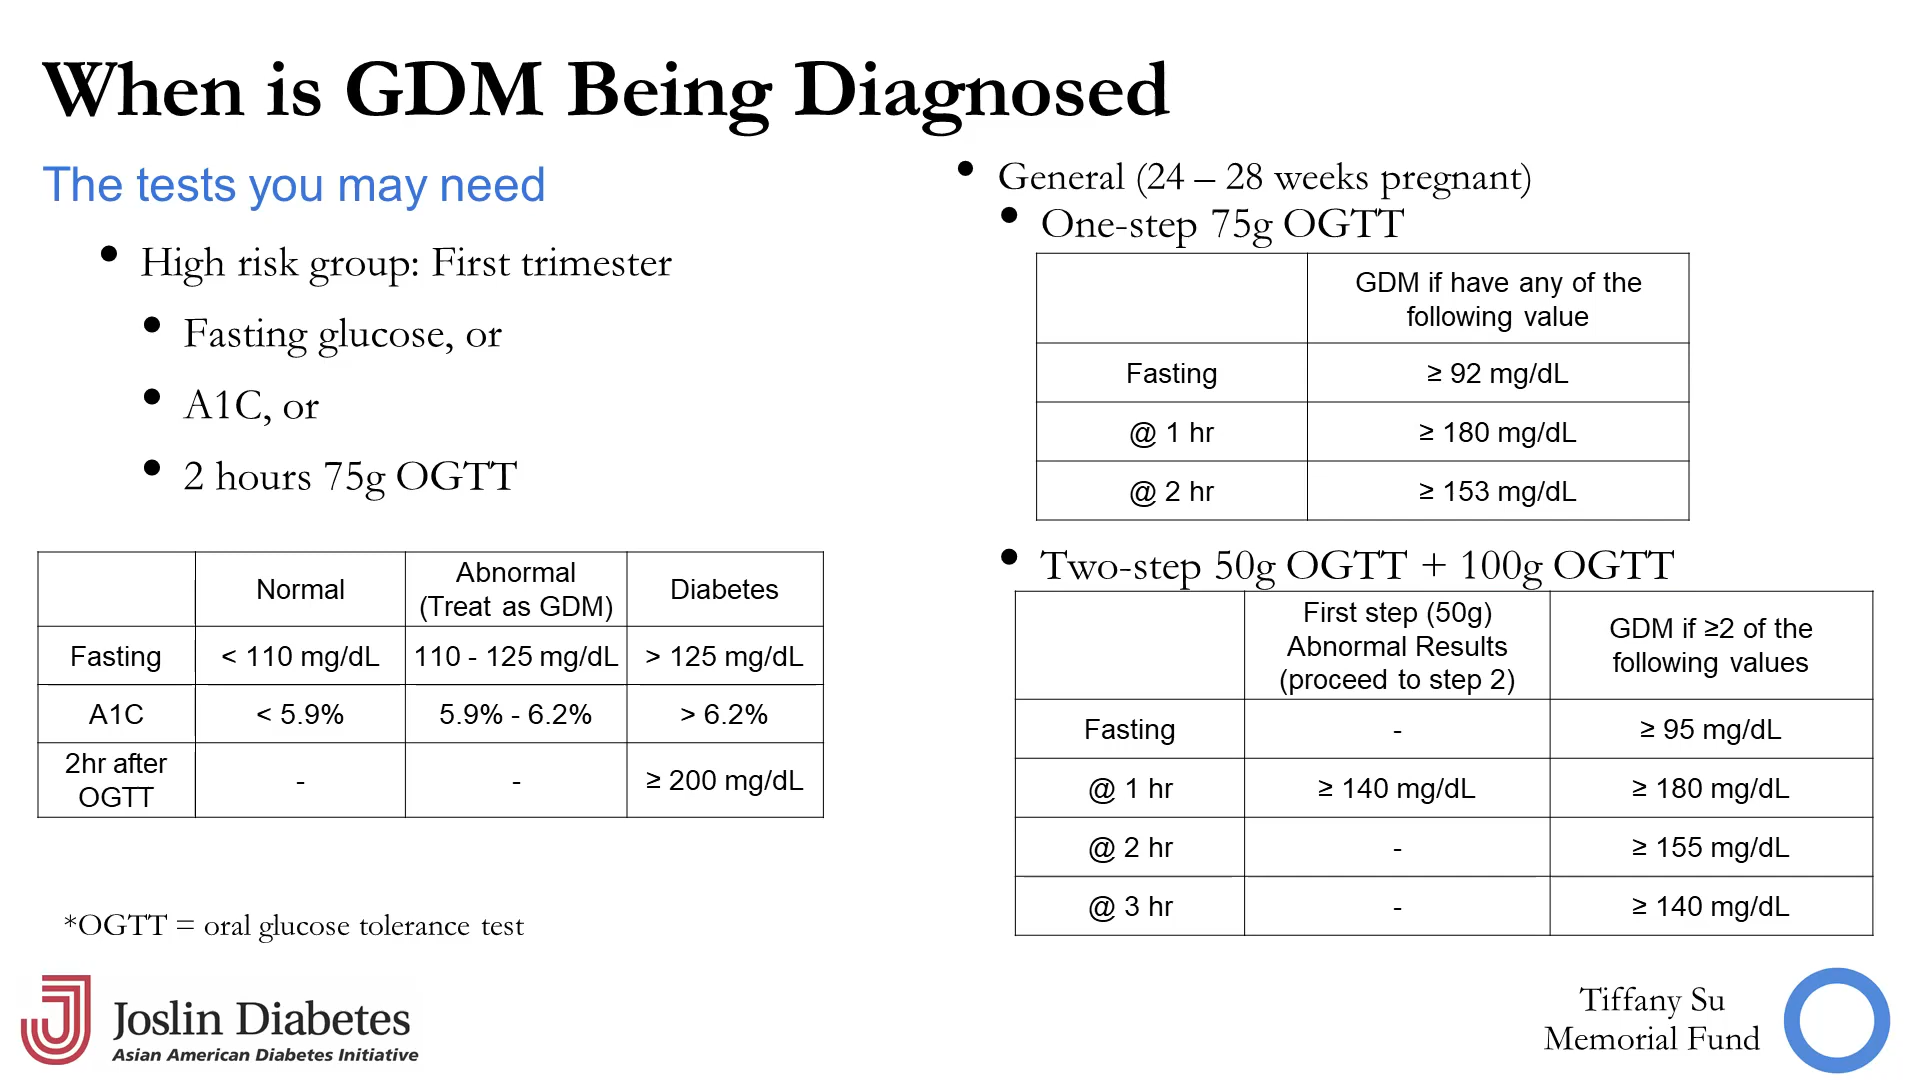 When is GDM Being Diagnosed
The tests you may need
• High risk group: First trimester
• Fasting glucose, or
• A1C, or
• 2 hours 75g OGTT
Normal
Abnormal
(Treat as GDM)
Diabetes
Fasting
< 110 mg/dL
110 - 125 mg/dL
> 125 mg/dL
A1C
< 5.9%
5.9% - 6.2%
> 6.2%
2hr after
OGTT
-
-
≥ 200 mg/dL
*OGTT = oral glucose tolerance test
• General (24 – 28 weeks pregnant)
• One-step 75g OGTT
GDM if have any of the
following value
Fasting
≥ 92 mg/dL
@ 1 hr
≥ 180 mg/dL
@ 2 hr
≥ 153 mg/dL
• Two-step 50g OGTT + 100g OGTT
First step (50g)
Abnormal Results
(proceed to step 2)
GDM if ≥2 of the
following values
Fasting
-
≥ 95 mg/dL
@ 1 hr
≥ 140 mg/dL
≥ 180 mg/dL
@ 2 hr
-
≥ 155 mg/dL
@ 3 hr
-
≥ 140 mg/dL
Joslin Diabetes
Asian American Diabetes Initiative
Tiffany Su
Memorial Fund